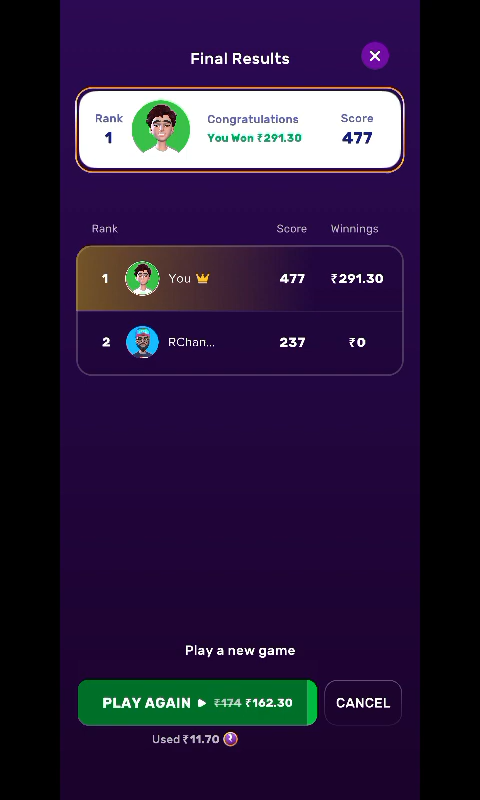 Final Results
Rank Congratulations Score
1 You Won ₹291.30 477
Rank Score Winnings
1 You 477 ₹291.30
2 RChan... 237 ₹0
Play a new game
PLAY AGAIN ₹174 ₹162.30 CANCEL
Used ₹11.70